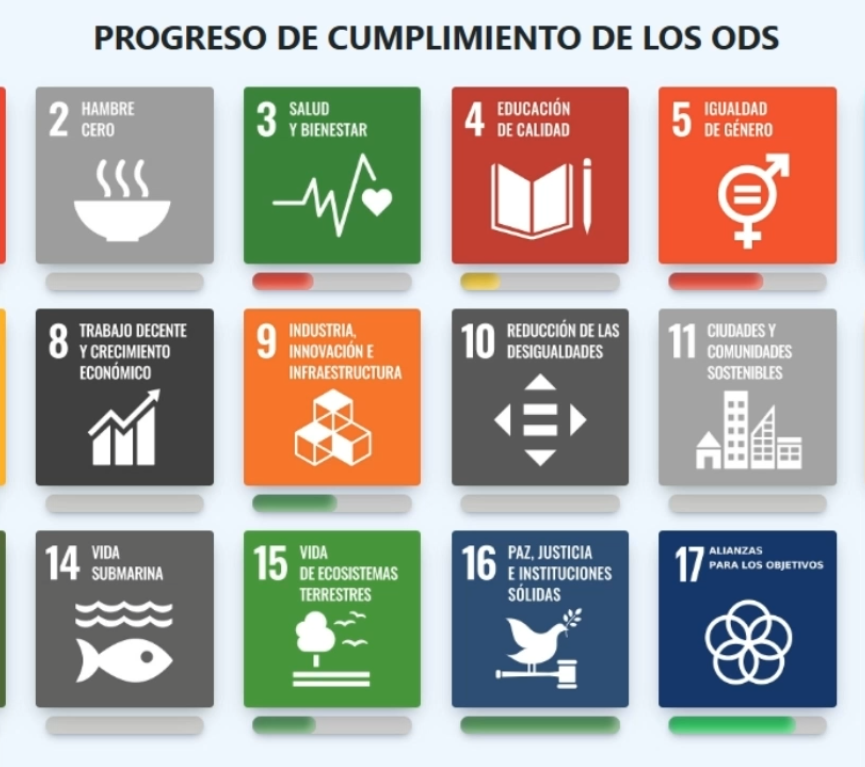 PROGRESO DE CUMPLIMIENTO DE LOS ODS
2 HAMBRE
CERO
3 SALUD
Y BIENESTAR
4 EDUCACIÓN
DE CALIDAD
5 IGUALDAD
DE GÉNERO
8 TRABAJO DECENTE
Y CRECIMIENTO
ECONÓMICO
9 INDUSTRIA,
INNOVACIÓN E
INFRAESTRUCTURA
10 REDUCCIÓN DE LAS
DESIGUALDADES
11 CIUDADES Y
COMUNIDADES
SOSTENIBLES
14 VIDA
SUBMARINA
15 VIDA
DE ECOSISTEMAS
TERRESTRES
16 PAZ, JUSTICIA
E INSTITUCIONES
SÓLIDAS
17 ALIANZAS
PARA LOS OBJETIVOS